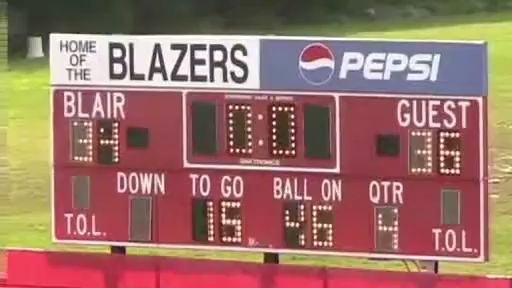 HOME OF THE BLAZERS PEPSI
BLAIR GUEST
34 0:0 36
DOWN TO GO BALL ON QTR
T.O.L. 15 46 4 T.O.L.